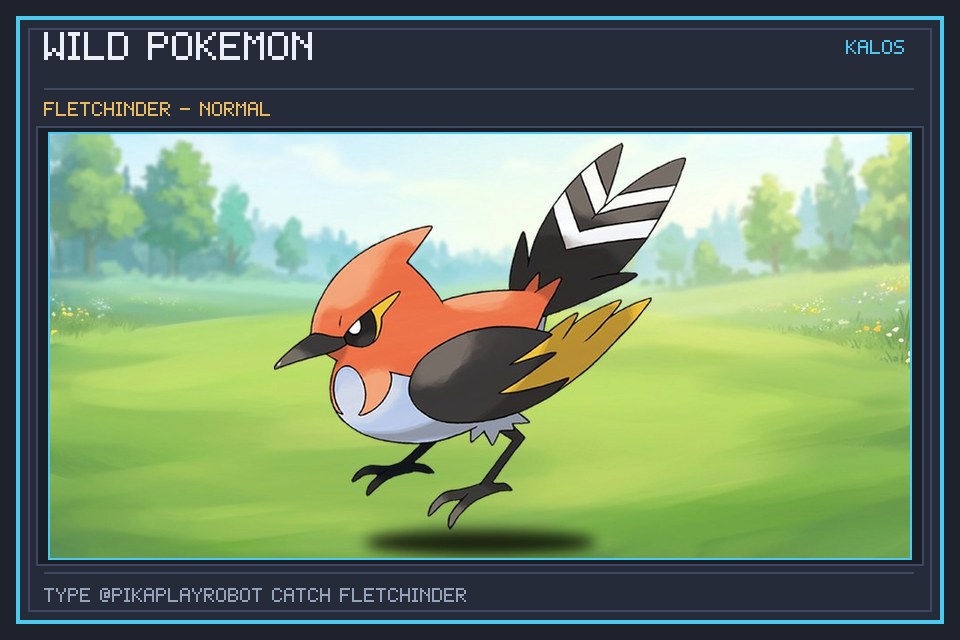 WILD POKEMON
KALOS
FLETCHINDER - NORMAL
TYPE @PIKAPLAYROBOT CATCH FLETCHINDER